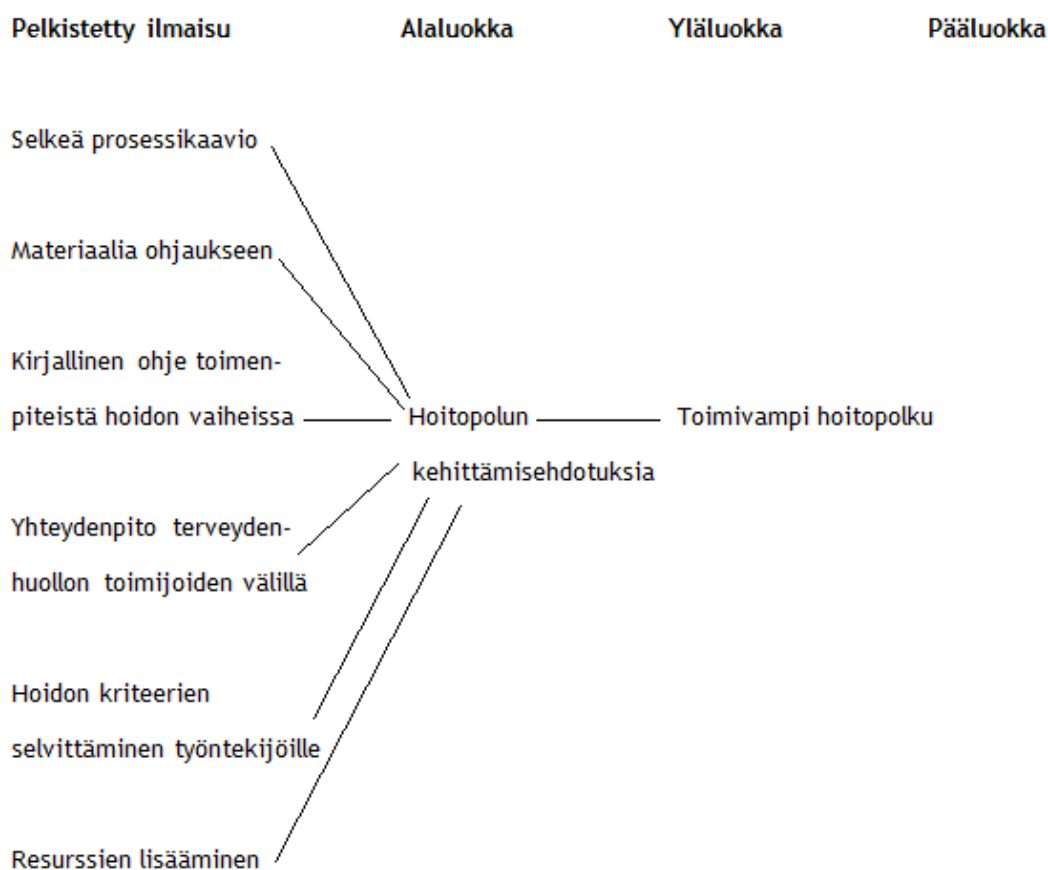 Pelkistetty ilmaisu Alaluokka Yläluokka Pääluokka
Selkeä prosessikaavio
Materiaalia ohjaukseen
Kirjallinen ohje toimen-
piteistä hoidon vaiheissa Hoitopolun Toimivampi hoitopolku
kehittämisehdotuksia
Yhteydenpito terveyden-
huollon toimijoiden välillä
Hoidon kriteerien
selvittäminen työntekijöille
Resurssien lisääminen